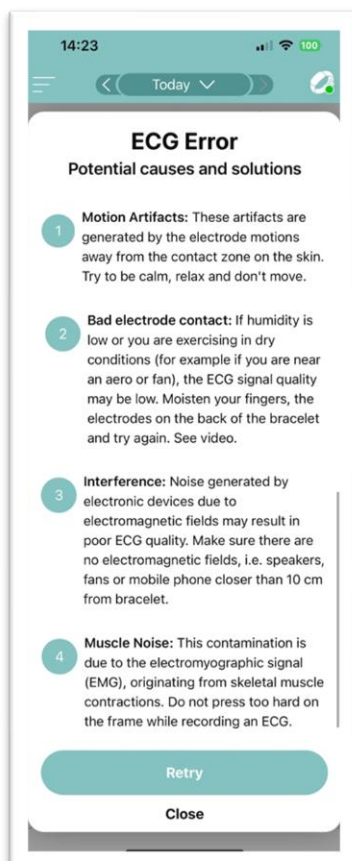 14:23
100
Today
ECG Error
Potential causes and solutions
1
Motion Artifacts: These artifacts are
generated by the electrode motions
away from the contact zone on the skin.
Try to be calm, relax and don't move.
2
Bad electrode contact: If humidity is
low or you are exercising in dry
conditions (for example if you are near
an aero or fan), the ECG signal quality
may be low. Moisten your fingers, the
electrodes on the back of the bracelet
and try again. See video.
3
Interference: Noise generated by
electronic devices due to
electromagnetic fields may result in
poor ECG quality. Make sure there are
no electromagnetic fields, i.e. speakers,
fans or mobile phone closer than 10 cm
from bracelet.
4
Muscle Noise: This contamination is
due to the electromyographic signal
(EMG), originating from skeletal muscle
contractions. Do not press too hard on
the frame while recording an ECG.
Retry
Close